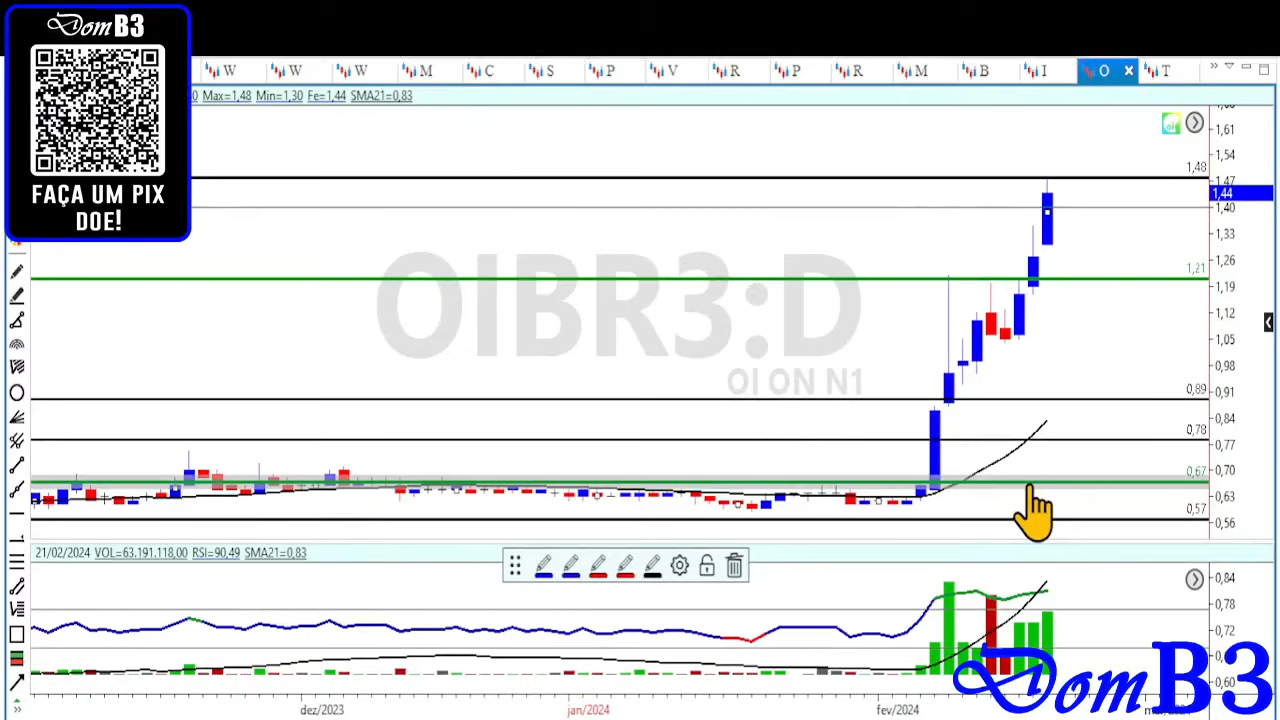 DomB3
FAÇA UM PIX
DOE!
W
W
W
M
C
S
P
V
R
P
R
M
B
I
O
T
0 Max=1,48 Min=1,30 Fe=1,44 SMA21=0,83
OIBR3:D
OI ON N1
oi
1,61
1,54
1,48
1,47
1,44
1,40
1,33
1,26
1,21
1,19
1,12
1,05
0,98
0,91
0,89
0,84
0,78
0,77
0,70
0,67
0,63
0,57
0,56
21/02/2024 VOL=63.191.118,00 RSI=90,49 SMA21=0,83
0,84
0,78
0,72
0,60
dez/2023
jan/2024
fev/2024
DomB3